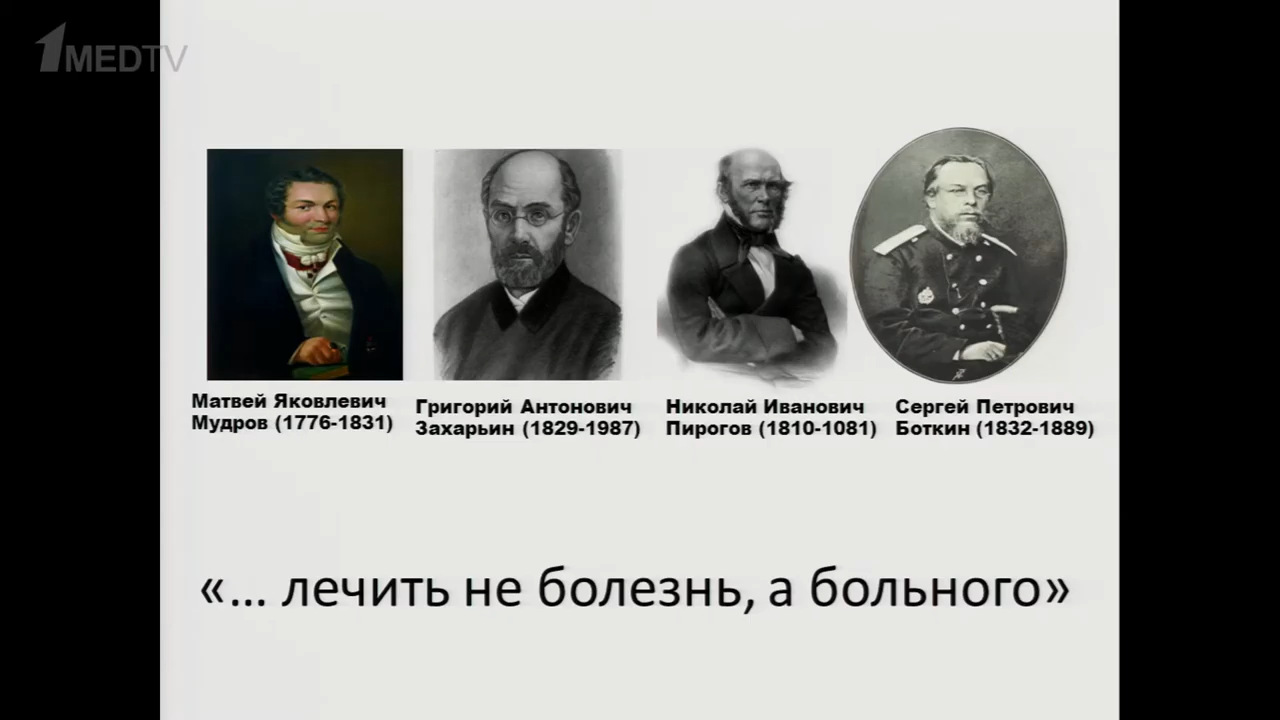 1MEDTV
Матвей Яковлевич
Мудров (1776-1831)
Григорий Антонович
Захарьин (1829-1987)
Николай Иванович
Пирогов (1810-1081)
Сергей Петрович
Боткин (1832-1889)
«... лечить не болезнь, а больного»